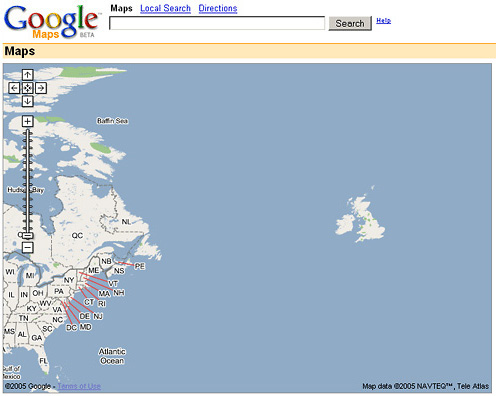 Google
Maps BETA
Maps Local Search Directions
Search
Help
Maps
Baffin Sea
Hudson Bay
NL
QC
NB
PE
ME
NS
WI
MI
NY
VT
NH
MA
IL
IN
OH
PA
CT
RI
WV
NJ
KY
VA
DE
MD
DC
TN
NC
MS
AL
GA
SC
FL
Atlantic
Ocean
Gulf of
Mexico
©2005 Google - Terms of Use
Map data ©2005 NAVTEQ™, Tele Atlas